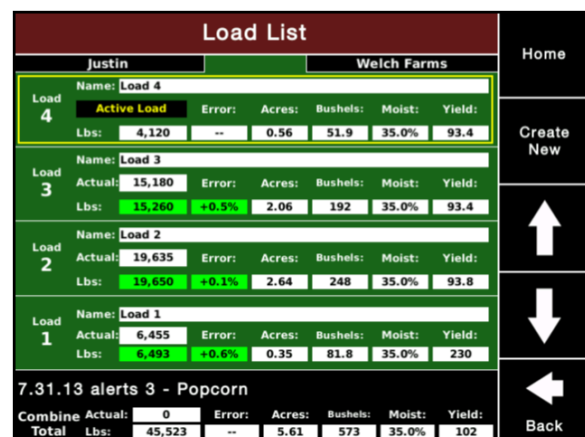 Load List
Home
Justin
Welch Farms
Name: Load 4
Load 4
Active Load Error: Acres: Bushels: Moist: Yield:
Lbs: 4,120 -- 0.56 51.9 35.0% 93.4
Create New
Name: Load 3
Load 3
Actual: 15,180 Error: Acres: Bushels: Moist: Yield:
Lbs: 15,260 +0.5% 2.06 192 35.0% 93.4
Name: Load 2
Load 2
Actual: 19,635 Error: Acres: Bushels: Moist: Yield:
Lbs: 19,650 +0.1% 2.64 248 35.0% 93.8
Name: Load 1
Load 1
Actual: 6,455 Error: Acres: Bushels: Moist: Yield:
Lbs: 6,493 +0.6% 0.35 81.8 35.0% 230
7.31.13 alerts 3 - Popcorn
Combine Total
Actual: 0 Error: Acres: Bushels: Moist: Yield:
Lbs: 45,523 -- 5.61 573 35.0% 102
Back